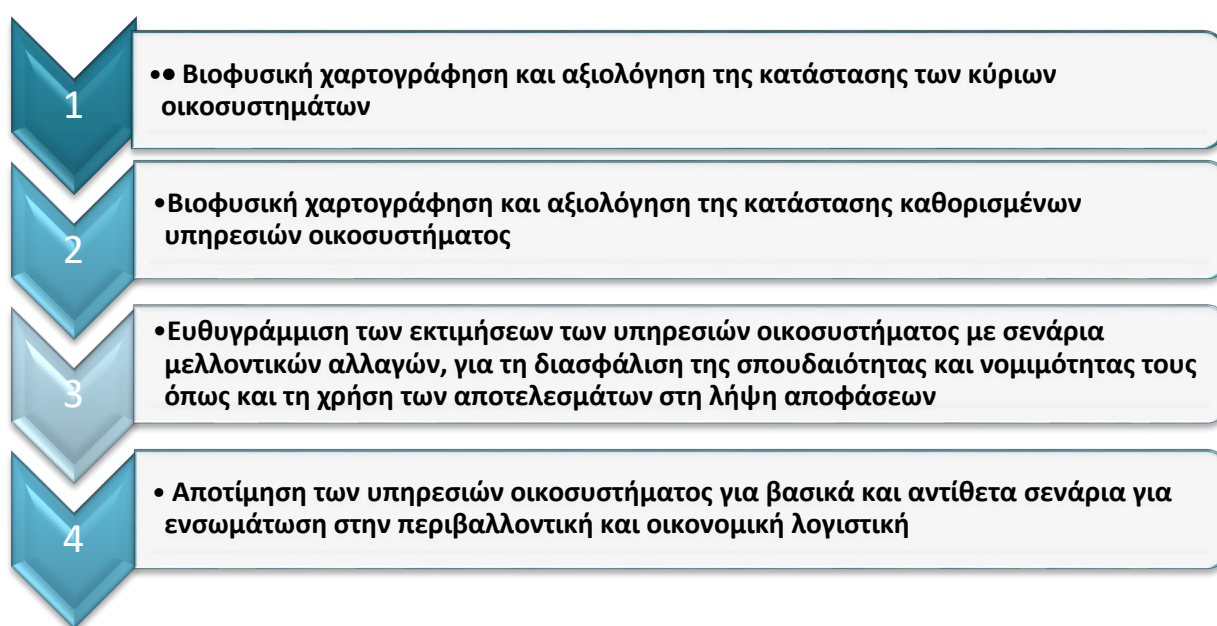 1
•• Βιοφυσική χαρτογράφηση και αξιολόγηση της κατάστασης των κύριων
οικοσυστημάτων
2
•Βιοφυσική χαρτογράφηση και αξιολόγηση της κατάστασης καθορισμένων
υπηρεσιών οικοσυστήματος
3
•Ευθυγράμμιση των εκτιμήσεων των υπηρεσιών οικοσυστήματος με σενάρια
μελλοντικών αλλαγών, για τη διασφάλιση της σπουδαιότητας και νομιμότητας τους
όπως και τη χρήση των αποτελεσμάτων στη λήψη αποφάσεων
4
• Αποτίμηση των υπηρεσιών οικοσυστήματος για βασικά και αντίθετα σενάρια για
ενσωμάτωση στην περιβαλλοντική και οικονομική λογιστική